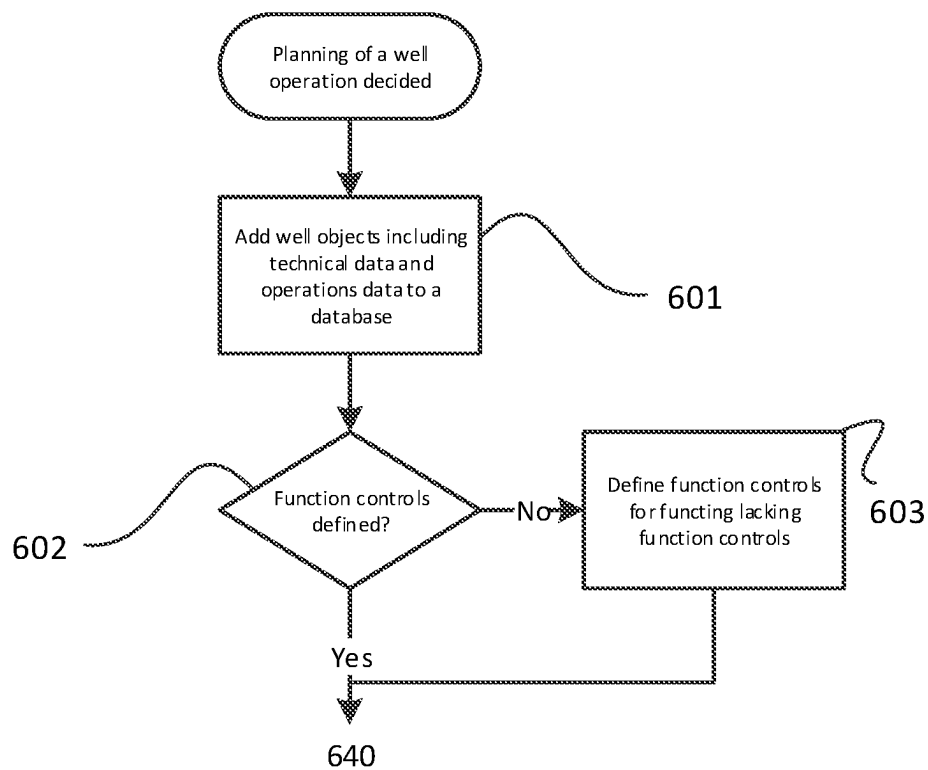 Planning of a well
operation decided
Add well objects including
technical data and
operations data to a
database
601
Function controls
defined?
602
No
Define function controls
for functing lacking
function controls
603
Yes
640